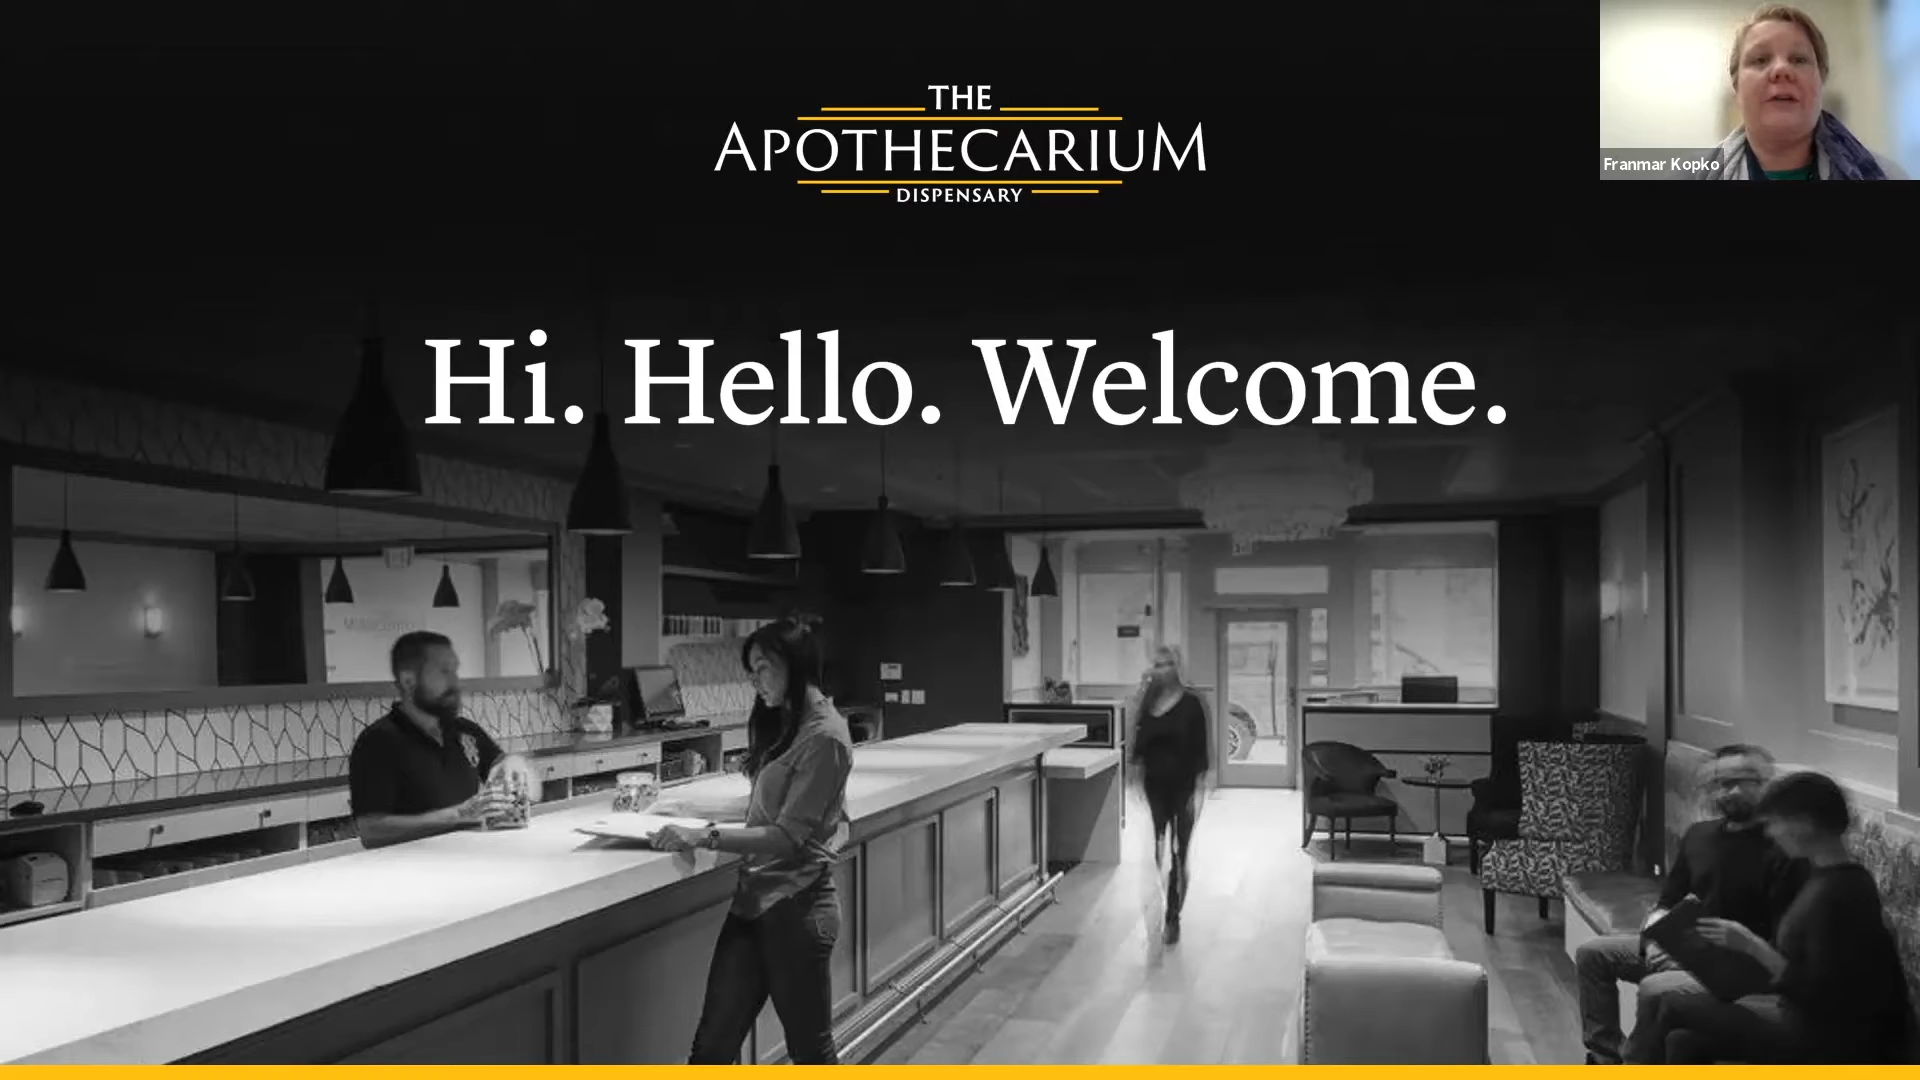 THE
APOTHECARIUM
DISPENSARY
Franmar Kopko
Hi. Hello. Welcome.